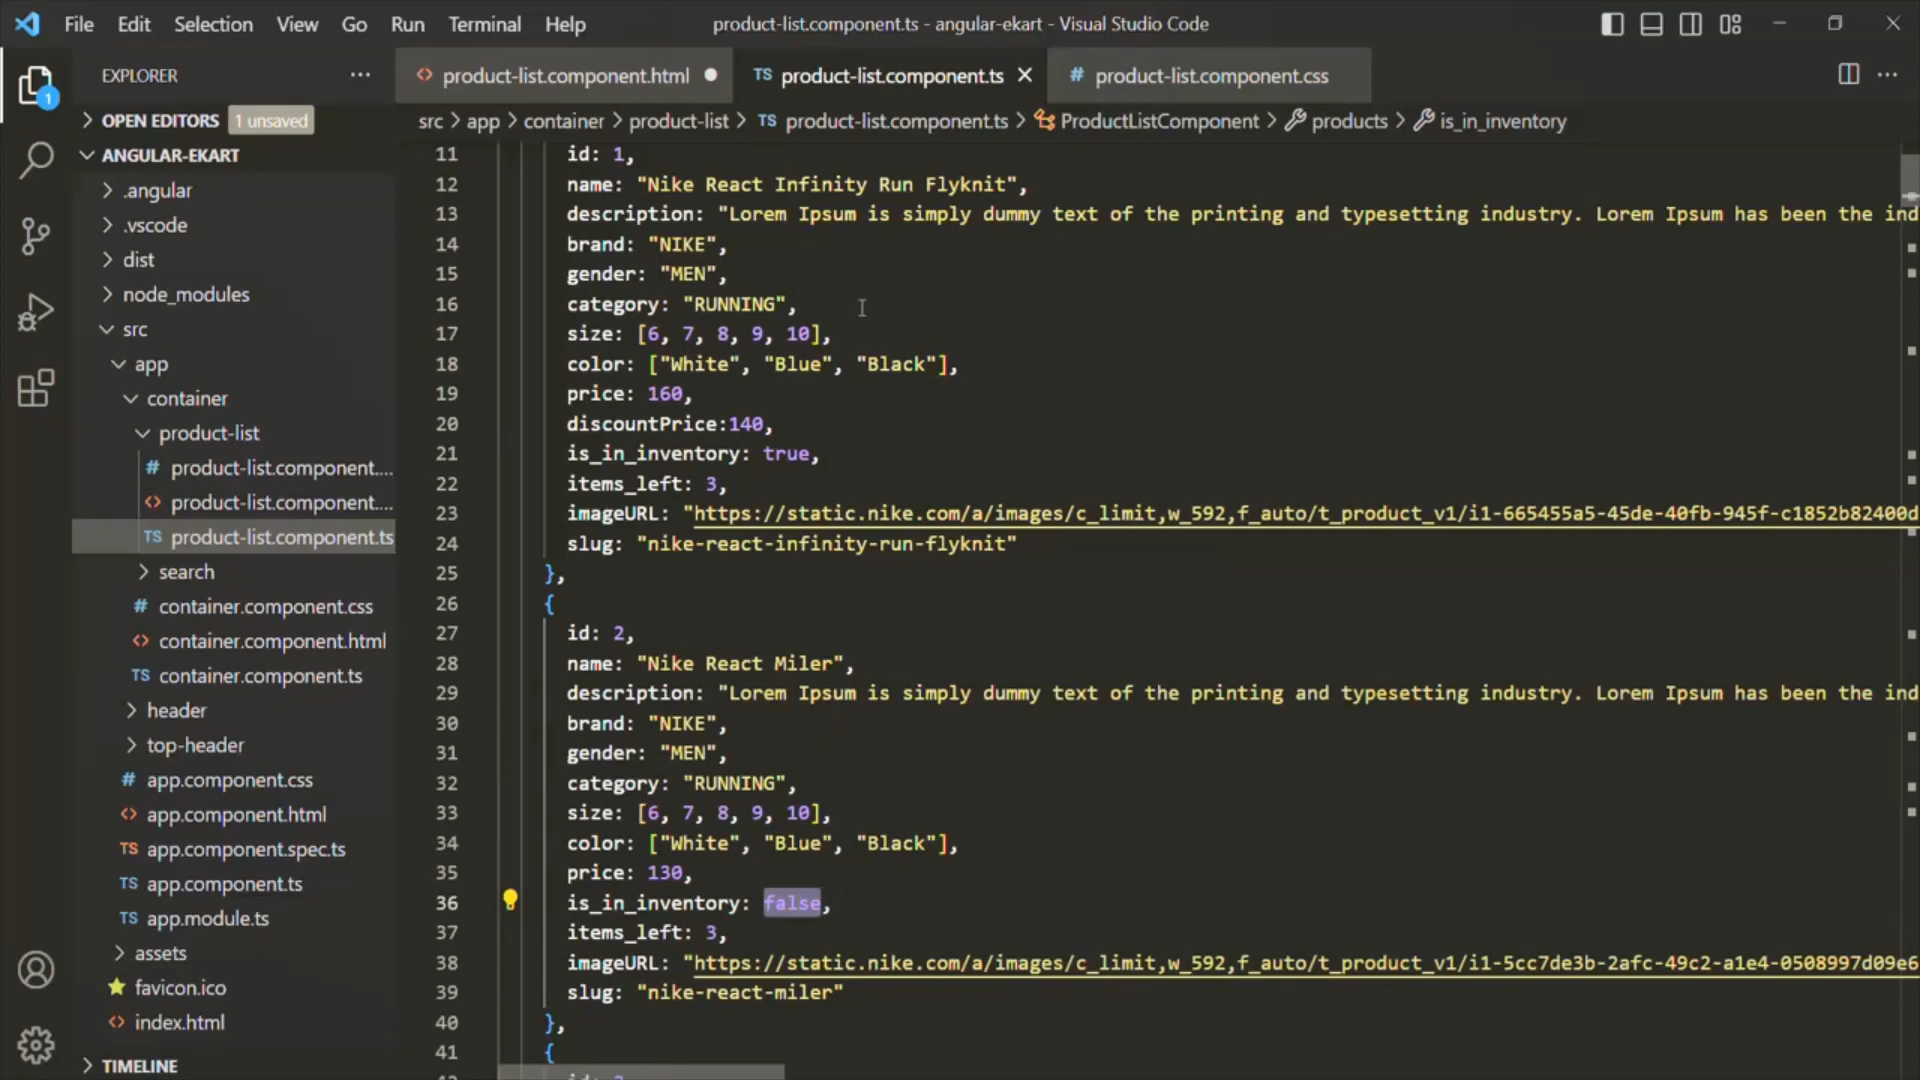 File Edit Selection View Go Run Terminal Help
product-list.component.ts - angular-ekart - Visual Studio Code
EXPLORER
product-list.component.html
TS product-list.component.ts
# product-list.component.css
OPEN EDITORS 1 unsaved
src > app > container > product-list > TS product-list.component.ts > ProductListComponent > products > is_in_inventory
1
ANGULAR-EKART
.angular
.vscode
dist
node_modules
src
app
container
product-list
# product-list.component....
<> product-list.component....
TS product-list.component.ts
search
# container.component.css
<> container.component.html
TS container.component.ts
header
top-header
# app.component.css
<> app.component.html
TS app.component.spec.ts
TS app.component.ts
TS app.module.ts
assets
favicon.ico
<> index.html
TIMELINE
11 id: 1,
12 name: "Nike React Infinity Run Flyknit",
13 description: "Lorem Ipsum is simply dummy text of the printing and typesetting industry. Lorem Ipsum has been the ind
14 brand: "NIKE",
15 gender: "MEN",
16 category: "RUNNING",
17 size: [6, 7, 8, 9, 10],
18 color: ["White", "Blue", "Black"],
19 price: 160,
20 discountPrice:140,
21 is_in_inventory: true,
22 items_left: 3,
23 imageURL: "https://static.nike.com/a/images/c_limit,w_592,f_auto/t_product_v1/i1-665455a5-45de-40fb-945f-c1852b82400d
24 slug: "nike-react-infinity-run-flyknit"
25 },
26 {
27 id: 2,
28 name: "Nike React Miler",
29 description: "Lorem Ipsum is simply dummy text of the printing and typesetting industry. Lorem Ipsum has been the ind
30 brand: "NIKE",
31 gender: "MEN",
32 category: "RUNNING",
33 size: [6, 7, 8, 9, 10],
34 color: ["White", "Blue", "Black"],
35 price: 130,
36 is_in_inventory: false,
37 items_left: 3,
38 imageURL: "https://static.nike.com/a/images/c_limit,w_592,f_auto/t_product_v1/i1-5cc7de3b-2afc-49c2-a1e4-0508997d09e6
39 slug: "nike-react-miler"
40 },
41 {